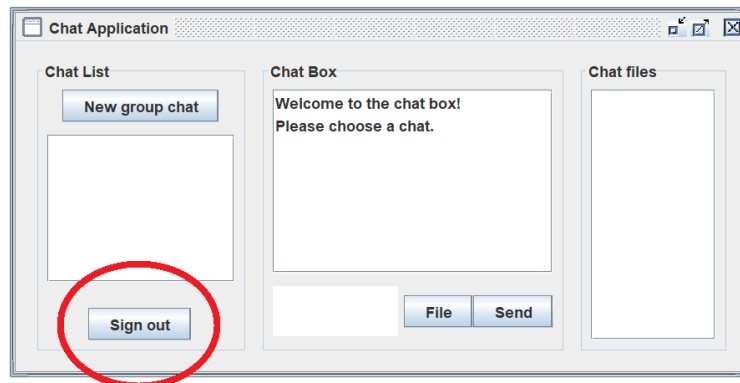 Chat Application
Chat List
New group chat
Sign out
Chat Box
Welcome to the chat box!
Please choose a chat.
File
Send
Chat files